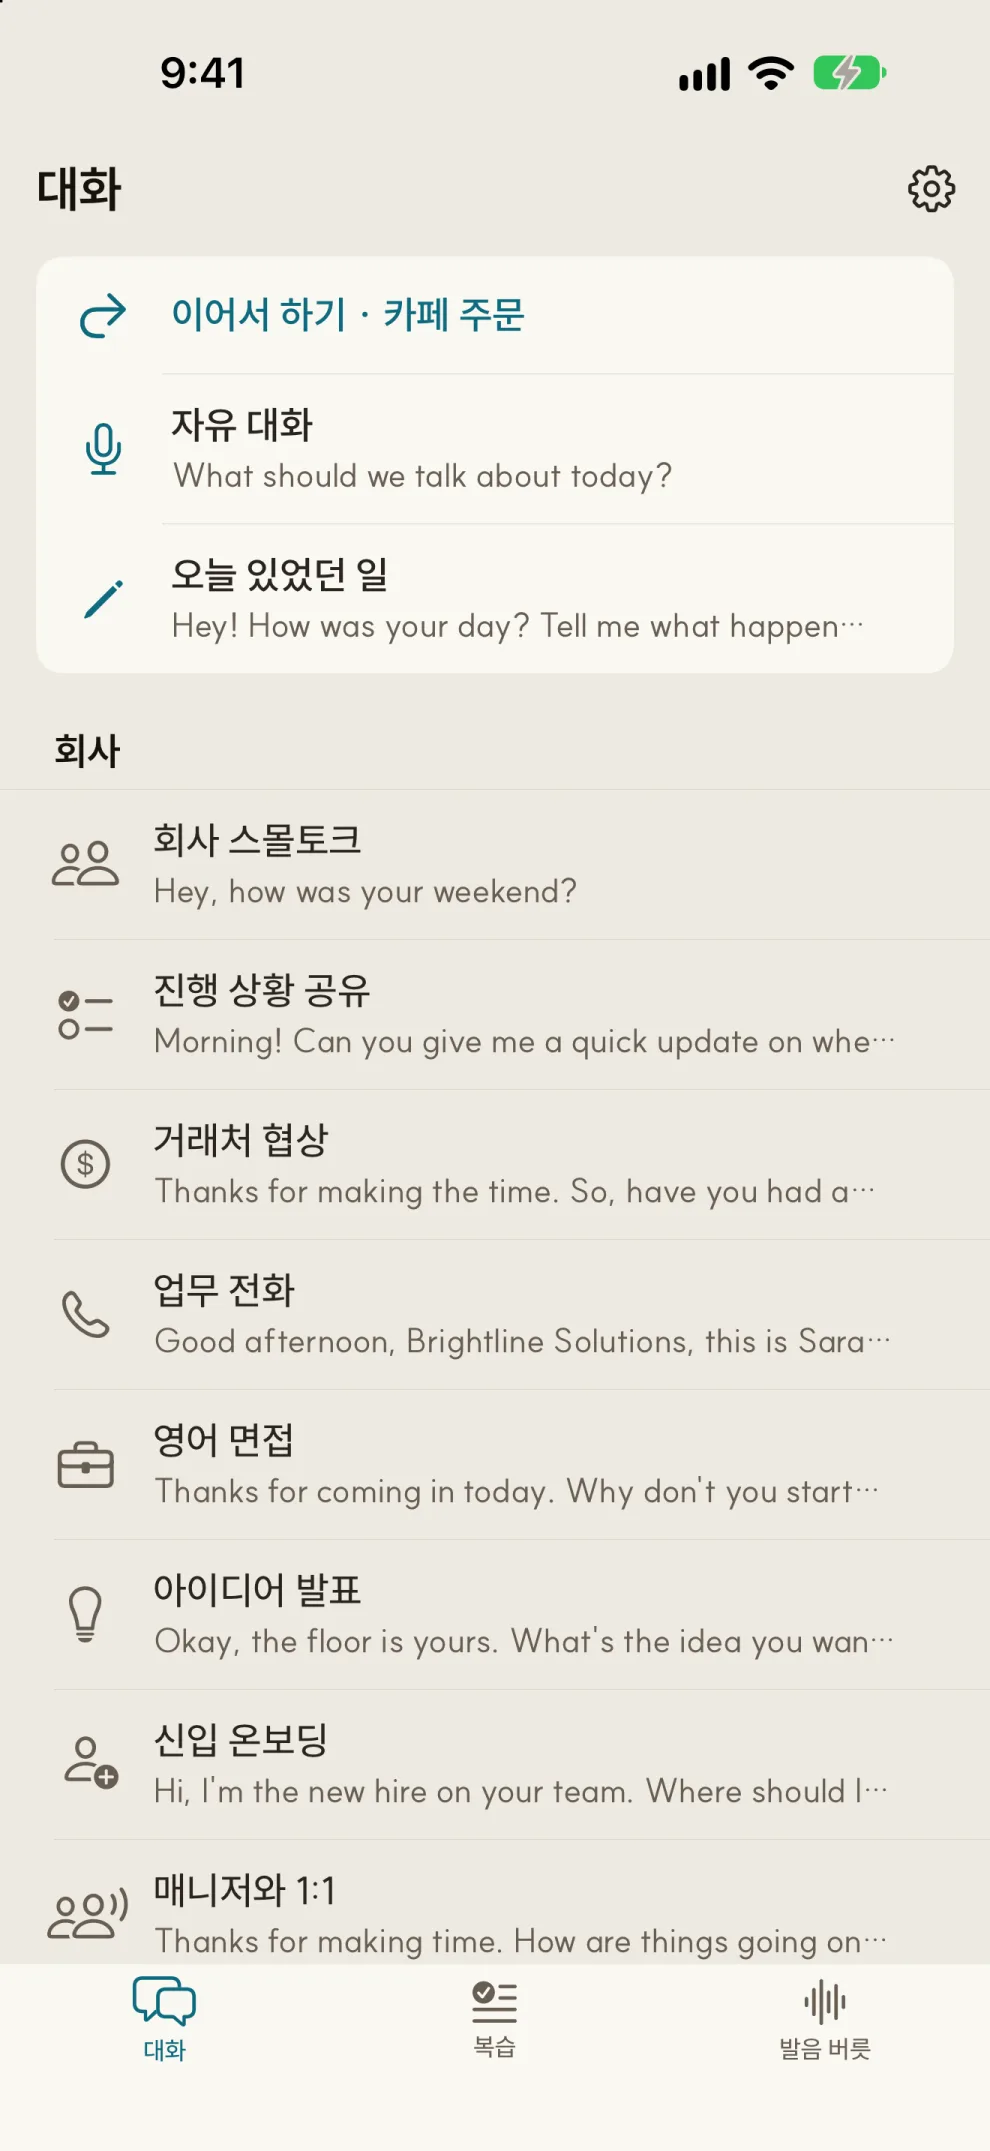 9:41
대화
이어서 하기 · 카페 주문
자유 대화
What should we talk about today?
오늘 있었던 일
Hey! How was your day? Tell me what happen…
회사
회사 스몰토크
Hey, how was your weekend?
진행 상황 공유
Morning! Can you give me a quick update on whe…
거래처 협상
Thanks for making the time. So, have you had a…
업무 전화
Good afternoon, Brightline Solutions, this is Sara…
영어 면접
Thanks for coming in today. Why don't you start…
아이디어 발표
Okay, the floor is yours. What's the idea you wan…
신입 온보딩
Hi, I'm the new hire on your team. Where should I…
매니저와 1:1
Thanks for making time. How are things going on…
대화
복습
발음 버릇